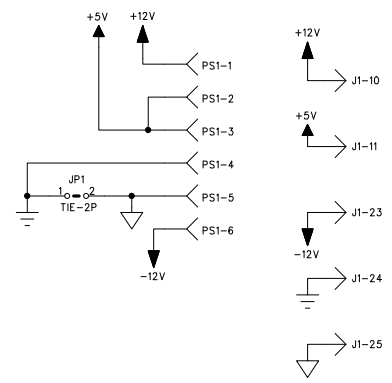 +5V
+12V
PS1-1
PS1-2
PS1-3
PS1-4
JP1
1 2
TIE-2P
PS1-5
PS1-6
-12V
+12V
J1-10
+5V
J1-11
J1-23
-12V
J1-24
J1-25